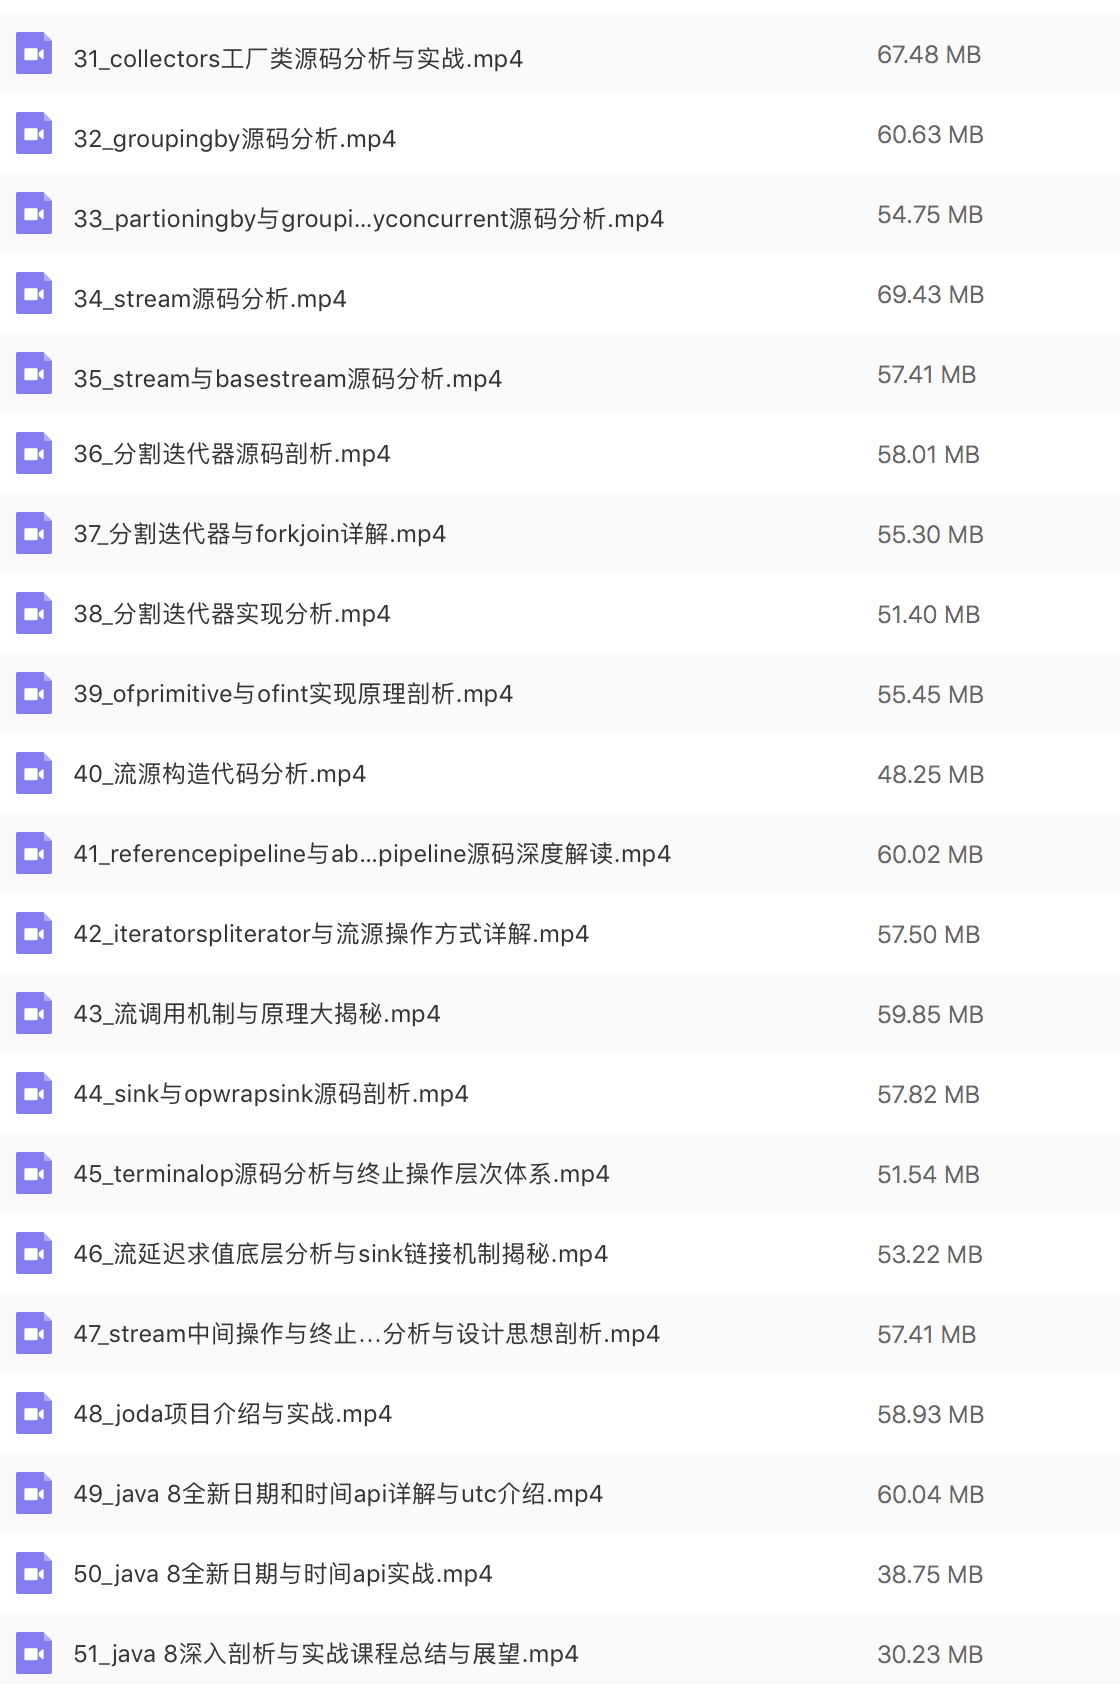 31_collectors工厂类源码分析与实战.mp4 67.48 MB
32_groupingby源码分析.mp4 60.63 MB
33_partioningby与groupi...yconcurrent源码分析.mp4 54.75 MB
34_stream源码分析.mp4 69.43 MB
35_stream与basestream源码分析.mp4 57.41 MB
36_分割迭代器源码剖析.mp4 58.01 MB
37_分割迭代器与forkjoin详解.mp4 55.30 MB
38_分割迭代器实现分析.mp4 51.40 MB
39_ofprimitive与ofint实现原理剖析.mp4 55.45 MB
40_流源构造代码分析.mp4 48.25 MB
41_referencepipeline与ab...pipeline源码深度解读.mp4 60.02 MB
42_iteratorspliterator与流源操作方式详解.mp4 57.50 MB
43_流调用机制与原理大揭秘.mp4 59.85 MB
44_sink与opwrapsink源码剖析.mp4 57.82 MB
45_terminalop源码分析与终止操作层次体系.mp4 51.54 MB
46_流延迟求值底层分析与sink链接机制揭秘.mp4 53.22 MB
47_stream中间操作与终止...分析与设计思想剖析.mp4 57.41 MB
48_joda项目介绍与实战.mp4 58.93 MB
49_java 8全新日期和时间api详解与utc介绍.mp4 60.04 MB
50_java 8全新日期与时间api实战.mp4 38.75 MB
51_java 8深入剖析与实战课程总结与展望.mp4 30.23 MB